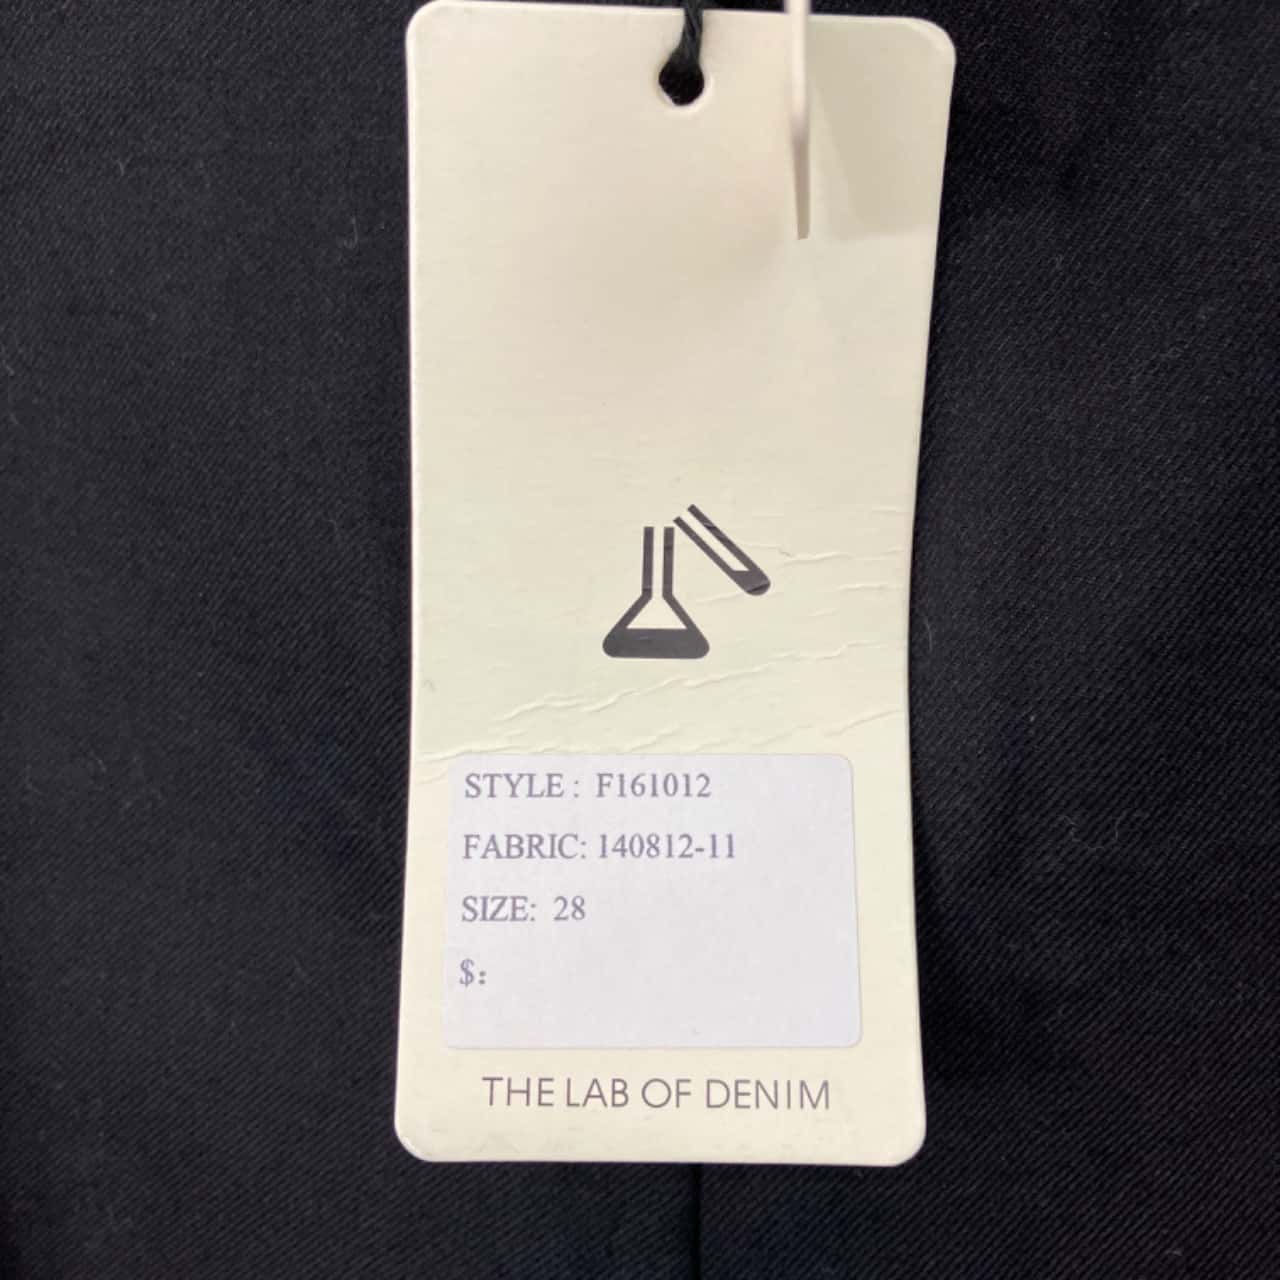 STYLE : F161012
FABRIC: 140812-11
SIZE: 28
$:
THE LAB OF DENIM